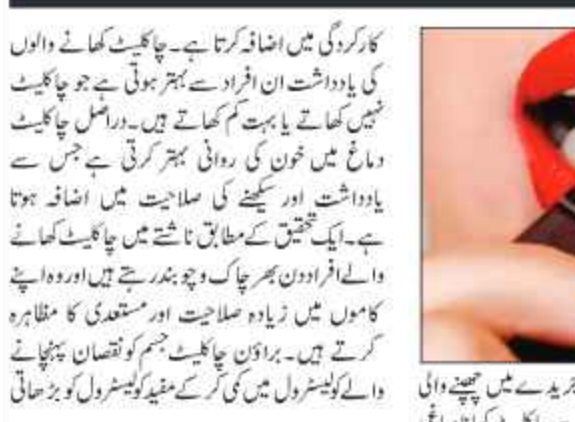 کارکردگی میں اضافہ کرتا ہے۔ چاکلیٹ کھانے والوں
کی یادداشت ان افراد سے بہتر ہوتی ہے جو چاکلیٹ
نہیں کھاتے یا بہت کم کھاتے ہیں۔ دراصل چاکلیٹ
دماغ میں خون کی روانی بہتر کرتی ہے جس سے
یادداشت اور سیکھنے کی صلاحیت میں اضافہ ہوتا
ہے۔ ایک تحقیق کے مطابق ناشتے میں چاکلیٹ کھانے
والے افراد دن بھر چاک و چوبند رہتے ہیں اور وہ اپنے
کاموں میں زیادہ صلاحیت اور مستعدی کا مظاہرہ
کرتے ہیں۔ براؤن چاکلیٹ جسم کو نقصان پہنچانے
والے کولیسٹرول میں کمی کر کے مفید کولیسٹرول کو بڑھاتی
جریدے میں چھپنے والی